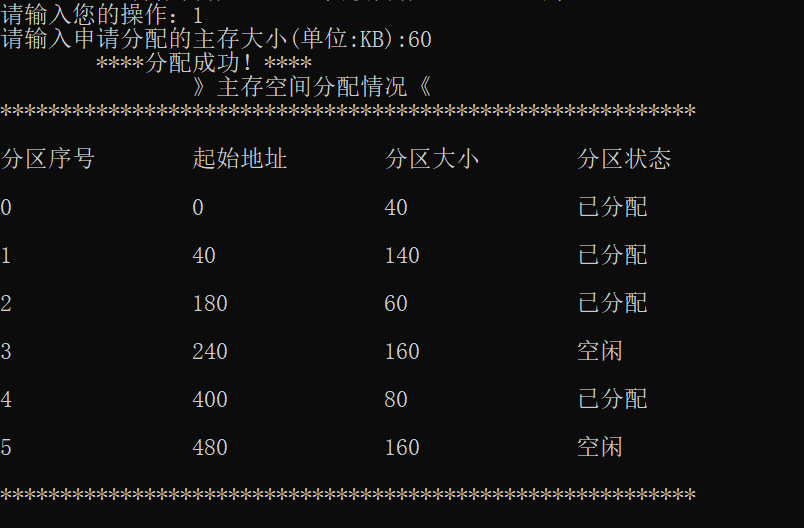 请输入您的操作：1
请输入申请分配的主存大小(单位:KB):60
****分配成功！****
》主存空间分配情况《
**********************************************************
分区序号 起始地址 分区大小 分区状态
0 0 40 已分配
1 40 140 已分配
2 180 60 已分配
3 240 160 空闲
4 400 80 已分配
5 480 160 空闲
**********************************************************